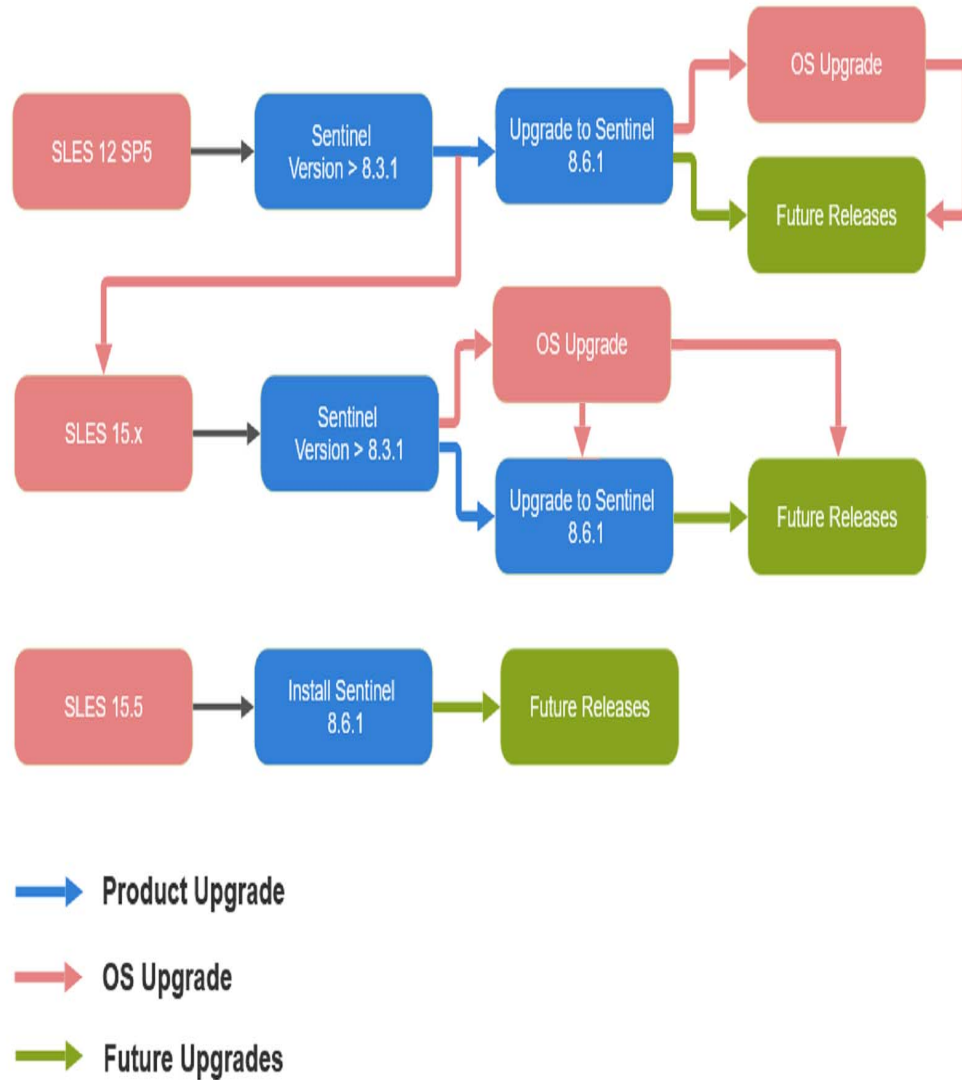 OS Upgrade
SLES 12 SP5
Sentinel
Version > 8.3.1
Upgrade to Sentinel
8.6.1
Future Releases
OS Upgrade
SLES 15.x
Sentinel
Version > 8.3.1
Upgrade to Sentinel
8.6.1
Future Releases
SLES 15.5
Install Sentinel
8.6.1
Future Releases
Product Upgrade
OS Upgrade
Future Upgrades